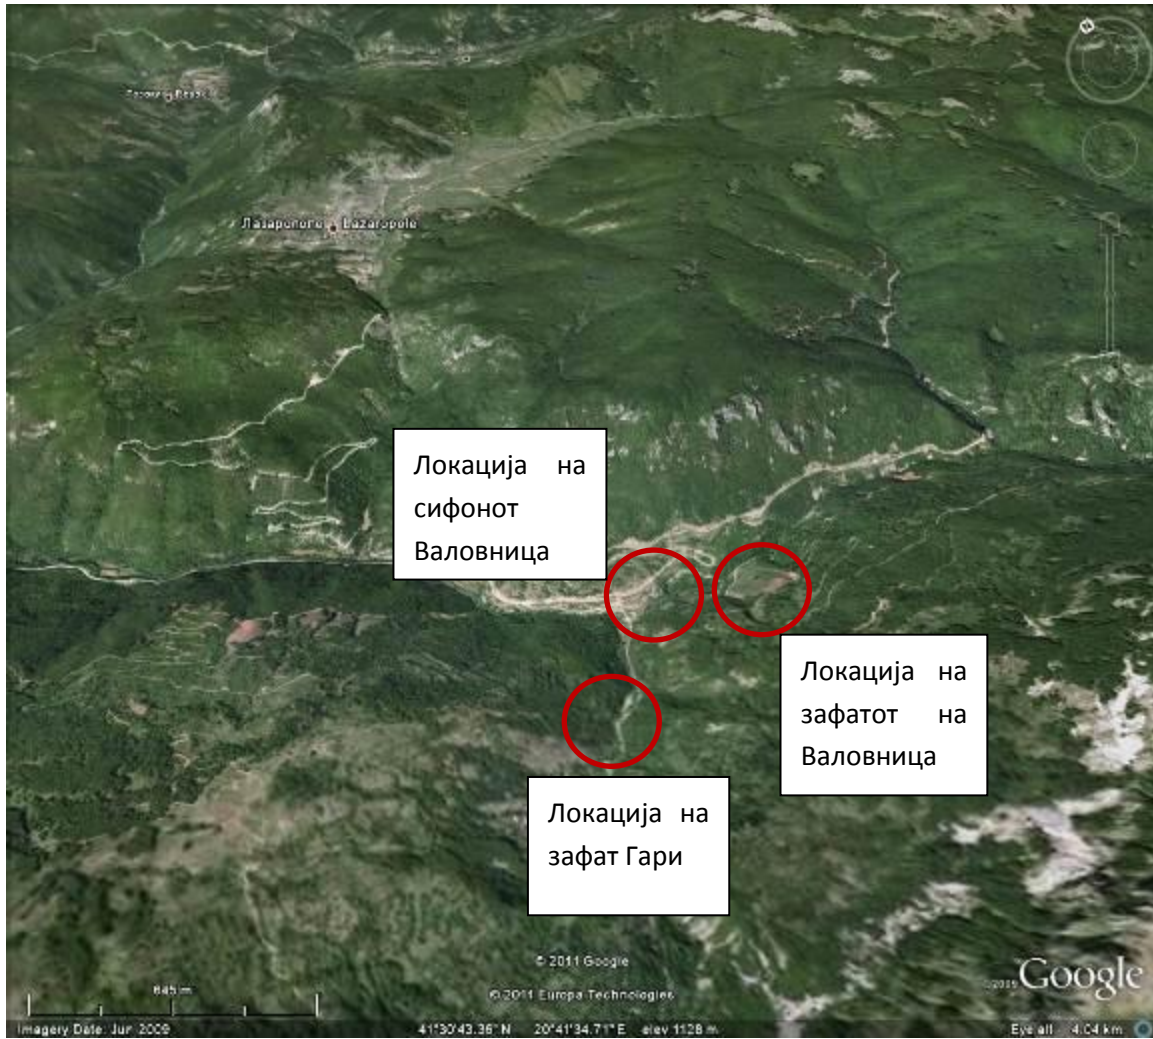 Лазарополе Lazaropole
Локација на
сифонот
Валовница
Локација на
зафатот на
Валовница
Локација на
зафат Гари
© 2011 Google
© 2011 Europa Technologies
©2009 Google
645 m
Imagery Date: Jun 2009 41°30'43.36" N 20°41'34.71" E elev 1128 m Eye alt 4.04 km